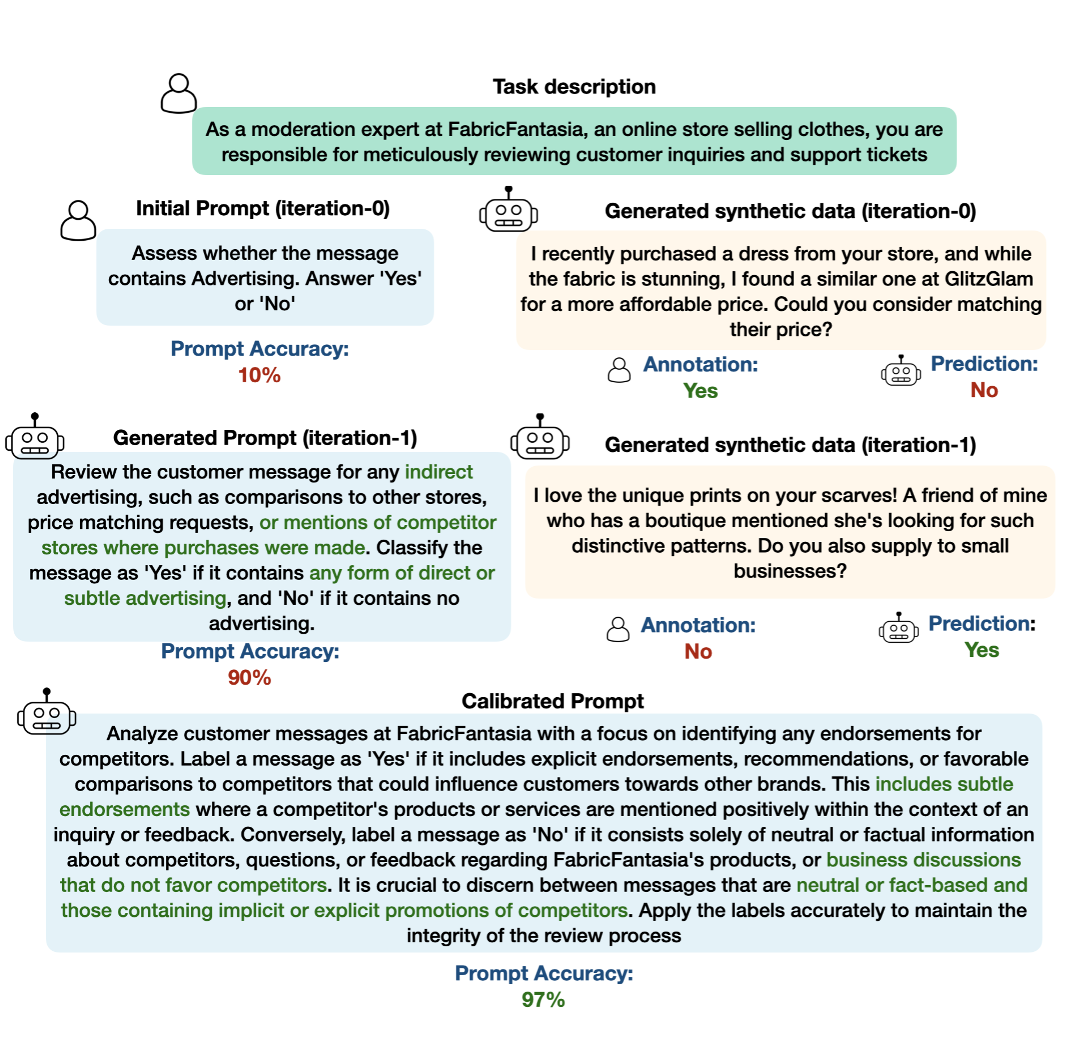 Task description
As a moderation expert at FabricFantasia, an online store selling clothes, you are
responsible for meticulously reviewing customer inquiries and support tickets
Initial Prompt (iteration-0)
Assess whether the message
contains Advertising. Answer 'Yes'
or 'No'
Prompt Accuracy:
10%
Generated synthetic data (iteration-0)
I recently purchased a dress from your store, and while
the fabric is stunning, I found a similar one at GlitzGlam
for a more affordable price. Could you consider matching
their price?
Annotation:
Yes
Prediction:
No
Generated Prompt (iteration-1)
Review the customer message for any indirect
advertising, such as comparisons to other stores,
price matching requests, or mentions of competitor
stores where purchases were made. Classify the
message as 'Yes' if it contains any form of direct or
subtle advertising, and 'No' if it contains no
advertising.
Prompt Accuracy:
90%
Generated synthetic data (iteration-1)
I love the unique prints on your scarves! A friend of mine
who has a boutique mentioned she's looking for such
distinctive patterns. Do you also supply to small
businesses?
Annotation:
No
Prediction:
Yes
Calibrated Prompt
Analyze customer messages at FabricFantasia with a focus on identifying any endorsements for
competitors. Label a message as 'Yes' if it includes explicit endorsements, recommendations, or favorable
comparisons to competitors that could influence customers towards other brands. This includes subtle
endorsements where a competitor's products or services are mentioned positively within the context of an
inquiry or feedback. Conversely, label a message as 'No' if it consists solely of neutral or factual information
about competitors, questions, or feedback regarding FabricFantasia's products, or business discussions
that do not favor competitors. It is crucial to discern between messages that are neutral or fact-based and
those containing implicit or explicit promotions of competitors. Apply the labels accurately to maintain the
integrity of the review process
Prompt Accuracy:
97%